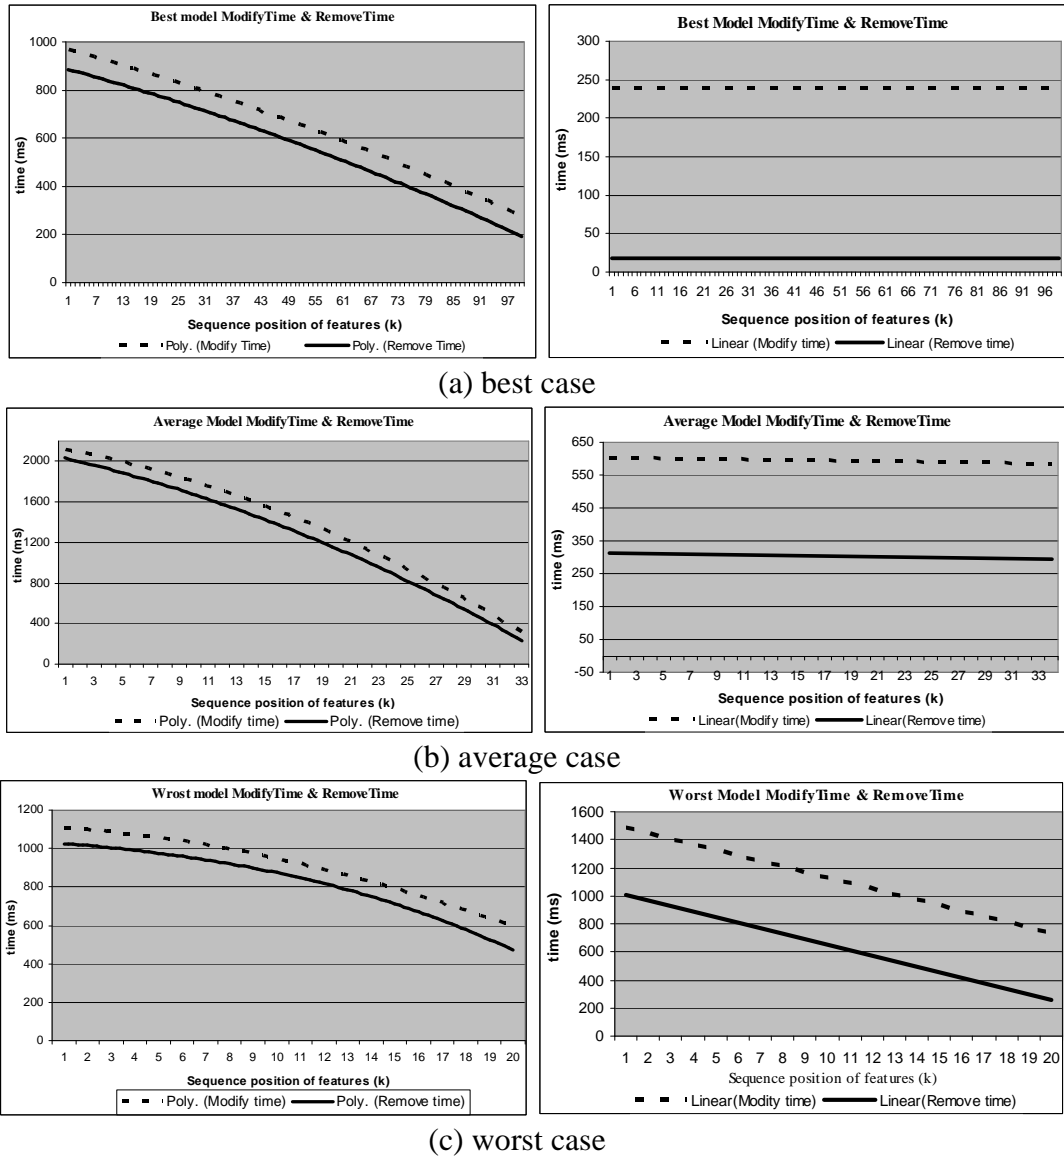 Best model ModifyTime & RemoveTime
1000
800
600
400
200
0
time (ms)
1 7 13 19 25 31 37 43 49 55 61 67 73 79 85 91 97
Sequence position of features (k)
Poly. (Modify Time) Poly. (Remove Time)
Best Model ModifyTime & RemoveTime
300
250
200
150
100
50
0
time (ms)
1 6 11 16 21 26 31 36 41 46 51 56 61 66 71 76 81 86 91 96
Sequence position of features (k)
Linear (Modify time) Linear (Remove time)
(a) best case
Average Model ModifyTime & RemoveTime
2000
1600
1200
800
400
0
time (ms)
1 3 5 7 9 11 13 15 17 19 21 23 25 27 29 31 33
Sequence position of features (k)
Poly. (Modify time) Poly. (Remove time)
Average Model ModifyTime & RemoveTime
650
550
450
350
250
150
50
-50
time (ms)
1 3 5 7 9 11 13 15 17 19 21 23 25 27 29 31 33
Sequence position of features (k)
Linear(Modify time) Linear(Remove time)
(b) average case
Wrost model ModifyTime & RemoveTime
1200
1000
800
600
400
200
0
time (ms)
1 2 3 4 5 6 7 8 9 10 11 12 13 14 15 16 17 18 19 20
Sequence position of features (k)
Poly. (Modify time) Poly. (Remove time)
Worst Model ModifyTime & RemoveTime
1600
1400
1200
1000
800
600
400
200
0
time (ms)
1 2 3 4 5 6 7 8 9 10 11 12 13 14 15 16 17 18 19 20
Sequence position of features (k)
Linear(Modity time) Linear(Remove time)
(c) worst case